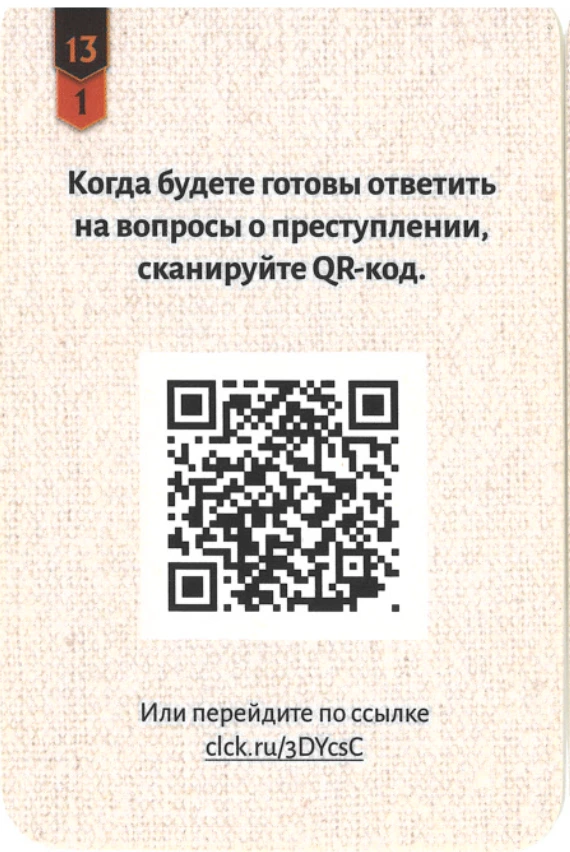 13
1
Когда будете готовы ответить
на вопросы о преступлении,
сканируйте QR-код.
Или перейдите по ссылке
clck.ru/3DYcsC